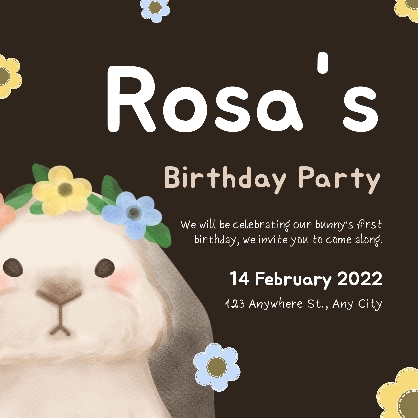 Rosa's
Birthday Party
We will be celebrating our bunny's first
birthday, we invite you to come along.
14 February 2022
123 Anywhere St., Any City